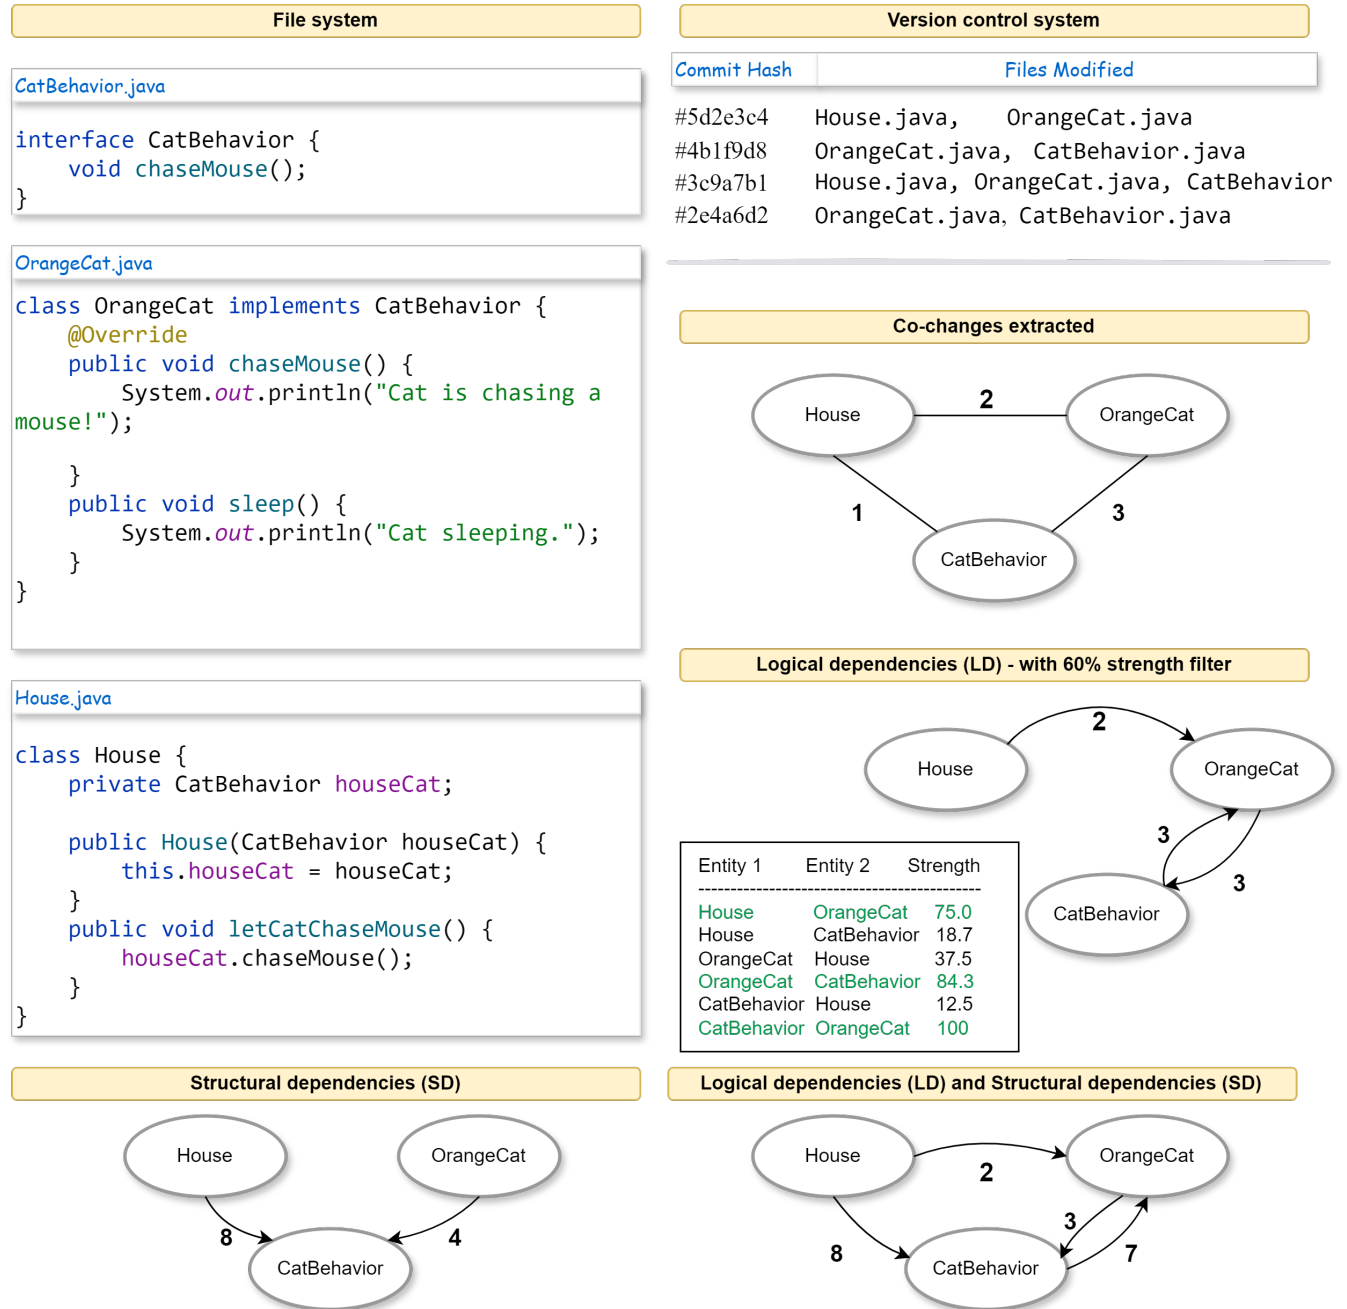 File system
CatBehavior.java
interface CatBehavior {
    void chaseMouse();
}
OrangeCat.java
class OrangeCat implements CatBehavior {
    @Override
    public void chaseMouse() {
        System.out.println("Cat is chasing a
mouse!");
    }
    public void sleep() {
        System.out.println("Cat sleeping.");
    }
}
House.java
class House {
    private CatBehavior houseCat;
    public House(CatBehavior houseCat) {
        this.houseCat = houseCat;
    }
    public void letCatChaseMouse() {
        houseCat.chaseMouse();
    }
}
Structural dependencies (SD)
House
OrangeCat
8
4
CatBehavior
Version control system
Commit Hash Files Modified
#5d2e3c4 House.java, OrangeCat.java
#4b1f9d8 OrangeCat.java, CatBehavior.java
#3c9a7b1 House.java, OrangeCat.java, CatBehavior
#2e4a6d2 OrangeCat.java, CatBehavior.java
Co-changes extracted
House
2
OrangeCat
1
3
CatBehavior
Logical dependencies (LD) - with 60% strength filter
2
House
OrangeCat
3
3
CatBehavior
Entity 1 Entity 2 Strength
--------------------------------------------
House OrangeCat 75.0
House CatBehavior 18.7
OrangeCat House 37.5
OrangeCat CatBehavior 84.3
CatBehavior House 12.5
CatBehavior OrangeCat 100
Logical dependencies (LD) and Structural dependencies (SD)
House
2
OrangeCat
8
3
7
CatBehavior